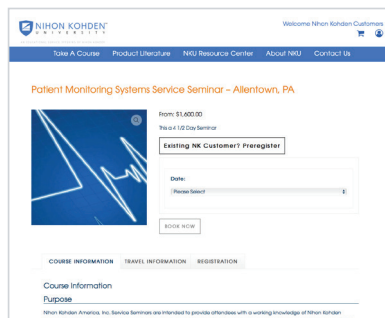 NIHON KOHDEN
UNIVERSITY
Welcome Nihon Kohden Customers
Take A Course Product Literature NKU Resource Center About NKU Contact Us
Patient Monitoring Systems Service Seminar – Allentown, PA
From: $1,600.00
This a 4 1/2 Day Seminar
Existing NK Customer? Preregister
Date:
Please Select
BOOK NOW
COURSE INFORMATION TRAVEL INFORMATION REGISTRATION
Course Information
Purpose
Nihon Kohden America, Inc. Service Seminars are intended to provide attendees with a working knowledge of Nihon Kohden